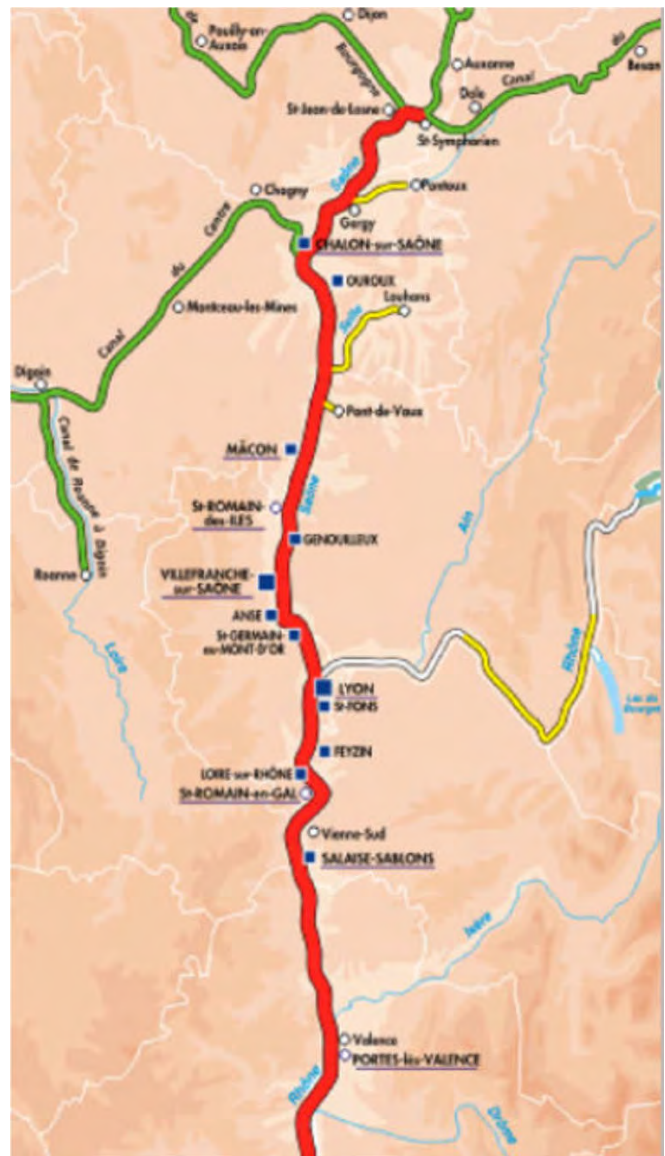 de
Dijon
du
Pouilly-en-
Auxois
Bourgogne
Auxonne
Canal
Besan
Dole
St-Jean-de-Losne
St-Symphorien
Saône
Pontoux
Chagny
Gergy
Centre
CHALON-sur-SAÔNE
du
OUROUX
Louhans
Montceau-les-Mines
Seille
Canal
Digoin
Pont-de-Vaux
Canal de Roanne à Digoin
MÂCON
Saône
St-ROMAIN-
des-ILES
Ain
GENOUILLEUX
Roanne
VILLEFRANCHE-
sur-SAÔNE
ANSE
St-GERMAIN-
au-MONT-D'OR
Loire
Rhône
LYON
St-FONS
Lac du
Bourget
FEYZIN
LOIRE-sur-RHÔNE
St-ROMAIN-en-GAL
Vienne-Sud
SALAISE-SABLONS
Isère
Valence
PORTES-lès-VALENCE
Rhône
Drôme